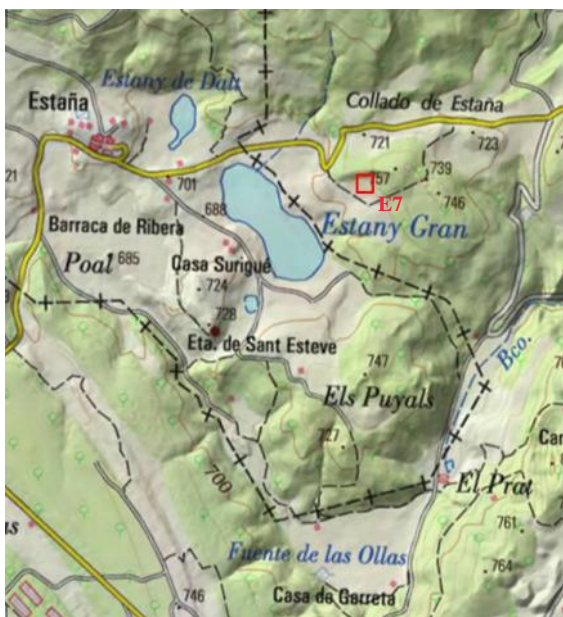 Estany de Dalt
Estaña
Collado de Estaña
721
723
739
757
746
E7
701
688
21
Barraca de Ribera
Estany Gran
Poal 685
Casa Surigué
724
728
Eta. de Sant Esteve
Bco.
747
Els Puyals
727
700
El Prat
761
764
Fuente de las Ollas
746
Casa de Garreta